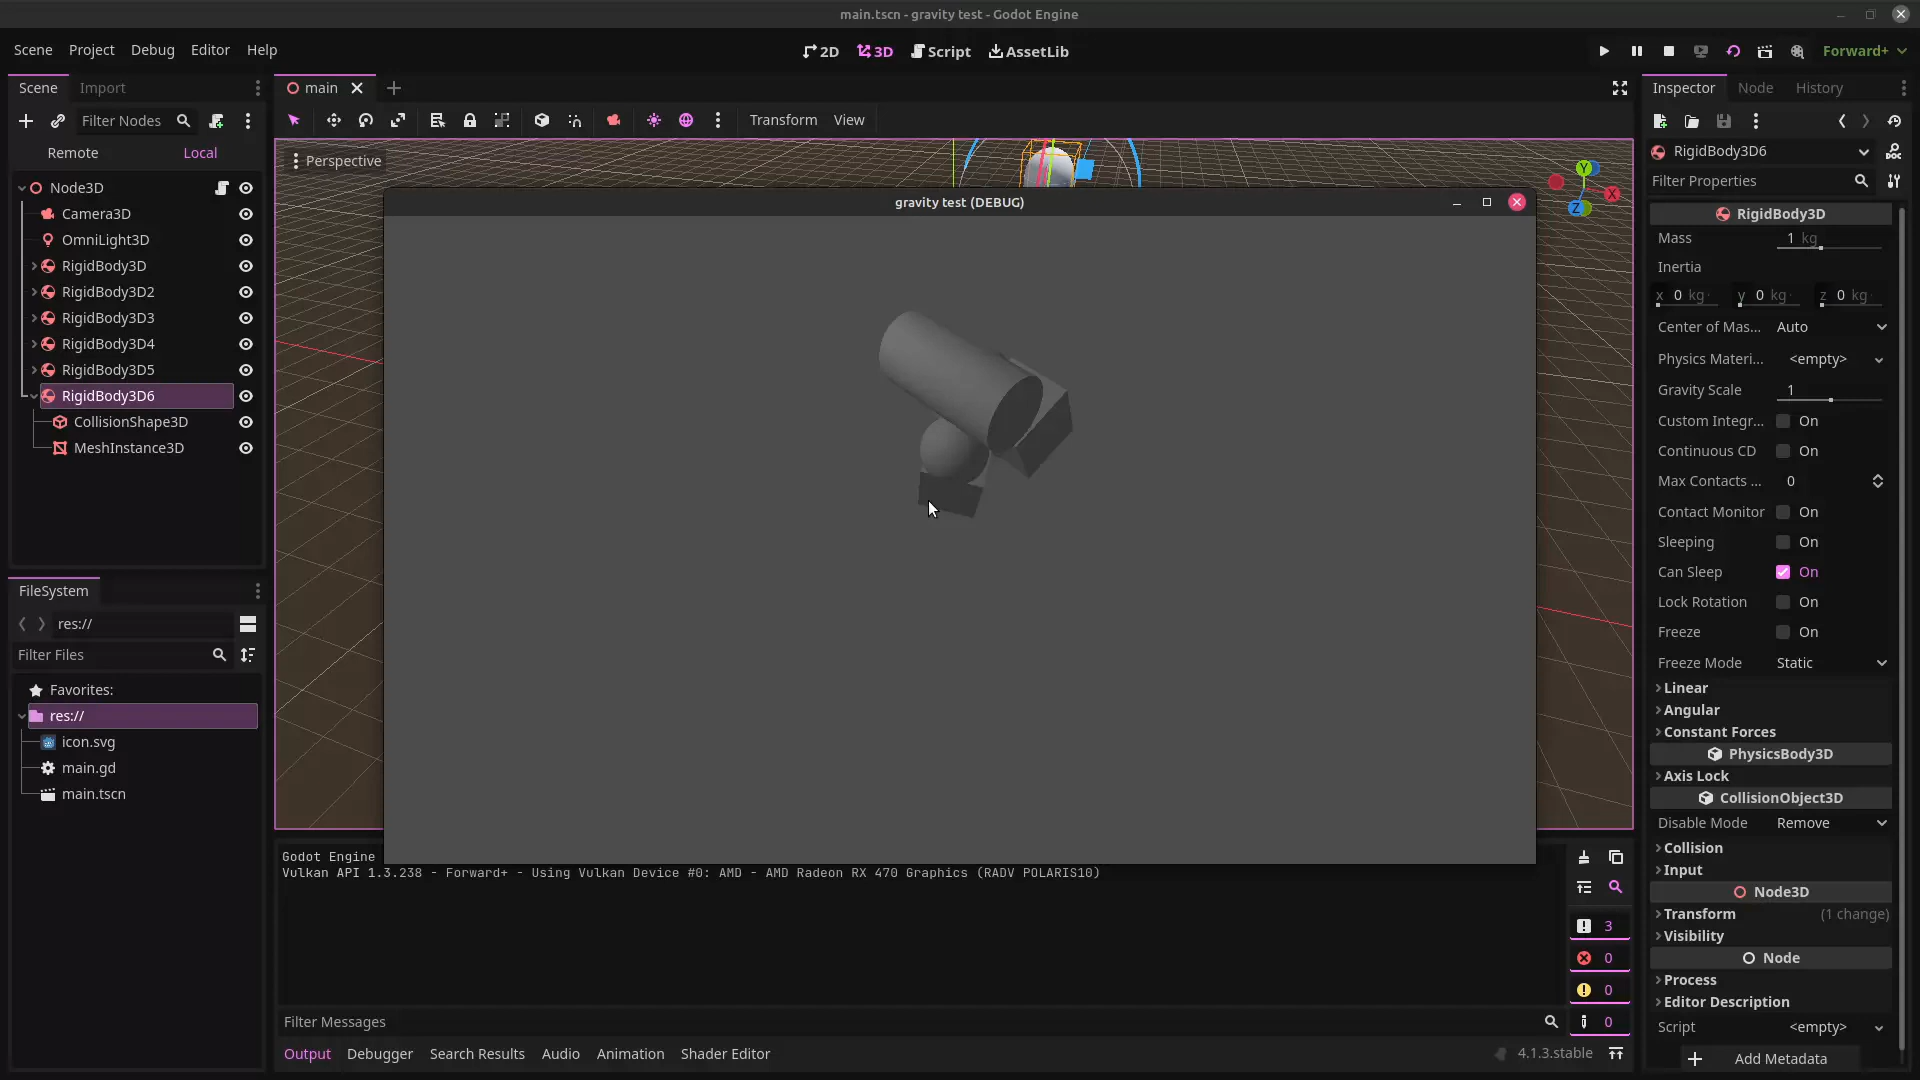 main.tscn - gravity test - Godot Engine
Scene Project Debug Editor Help
2D 3D Script AssetLib
Forward+
Scene Import
main
Inspector Node History
Filter Nodes
Transform View
Remote Local
Perspective
RigidBody3D6
Filter Properties
Node3D
Camera3D
OmniLight3D
RigidBody3D
RigidBody3D2
RigidBody3D3
RigidBody3D4
RigidBody3D5
RigidBody3D6
CollisionShape3D
MeshInstance3D
Y
X
Z
gravity test (DEBUG)
FileSystem
res://
Filter Files
Favorites:
res://
icon.svg
main.gd
main.tscn
Godot Engine
Vulkan API 1.3.238 - Forward+ - Using Vulkan Device #0: AMD - AMD Radeon RX 470 Graphics (RADV POLARIS10)
3
0
0
0
Filter Messages
Output Debugger Search Results Audio Animation Shader Editor
4.1.3.stable
RigidBody3D
Mass 1 kg
Inertia
x 0 kg y 0 kg z 0 kg
Center of Mas... Auto
Physics Materi... <empty>
Gravity Scale 1
Custom Integr... On
Continuous CD On
Max Contacts ... 0
Contact Monitor On
Sleeping On
Can Sleep On
Lock Rotation On
Freeze On
Freeze Mode Static
Linear
Angular
Constant Forces
PhysicsBody3D
Axis Lock
CollisionObject3D
Disable Mode Remove
Collision
Input
Node3D
Transform (1 change)
Visibility
Node
Process
Editor Description
Script <empty>
Add Metadata